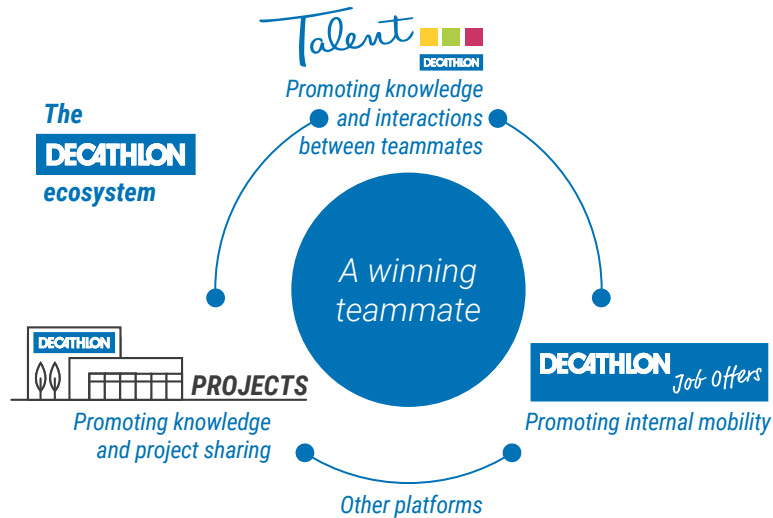 Talent
DECATHLON
Promoting knowledge
and interactions
between teammates
The
DECATHLON
ecosystem
A winning
teammate
DECATHLON
PROJECTS
Promoting knowledge
and project sharing
DECATHLON Job Offers
Promoting internal mobility
Other platforms